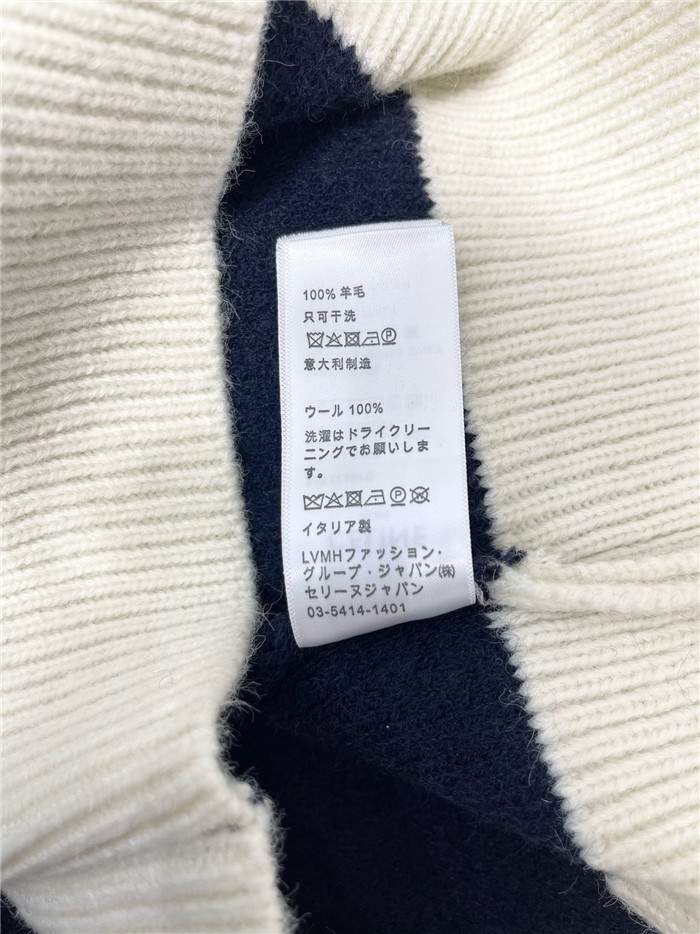 100% 羊毛
只可干洗
P
意大利制造
ウール 100%
洗濯はドライクリー
ニングでお願いしま
す。
P
イタリア製
LVMHファッション・
グループ・ジャパン(株)
セリーヌジャパン
03-5414-1401